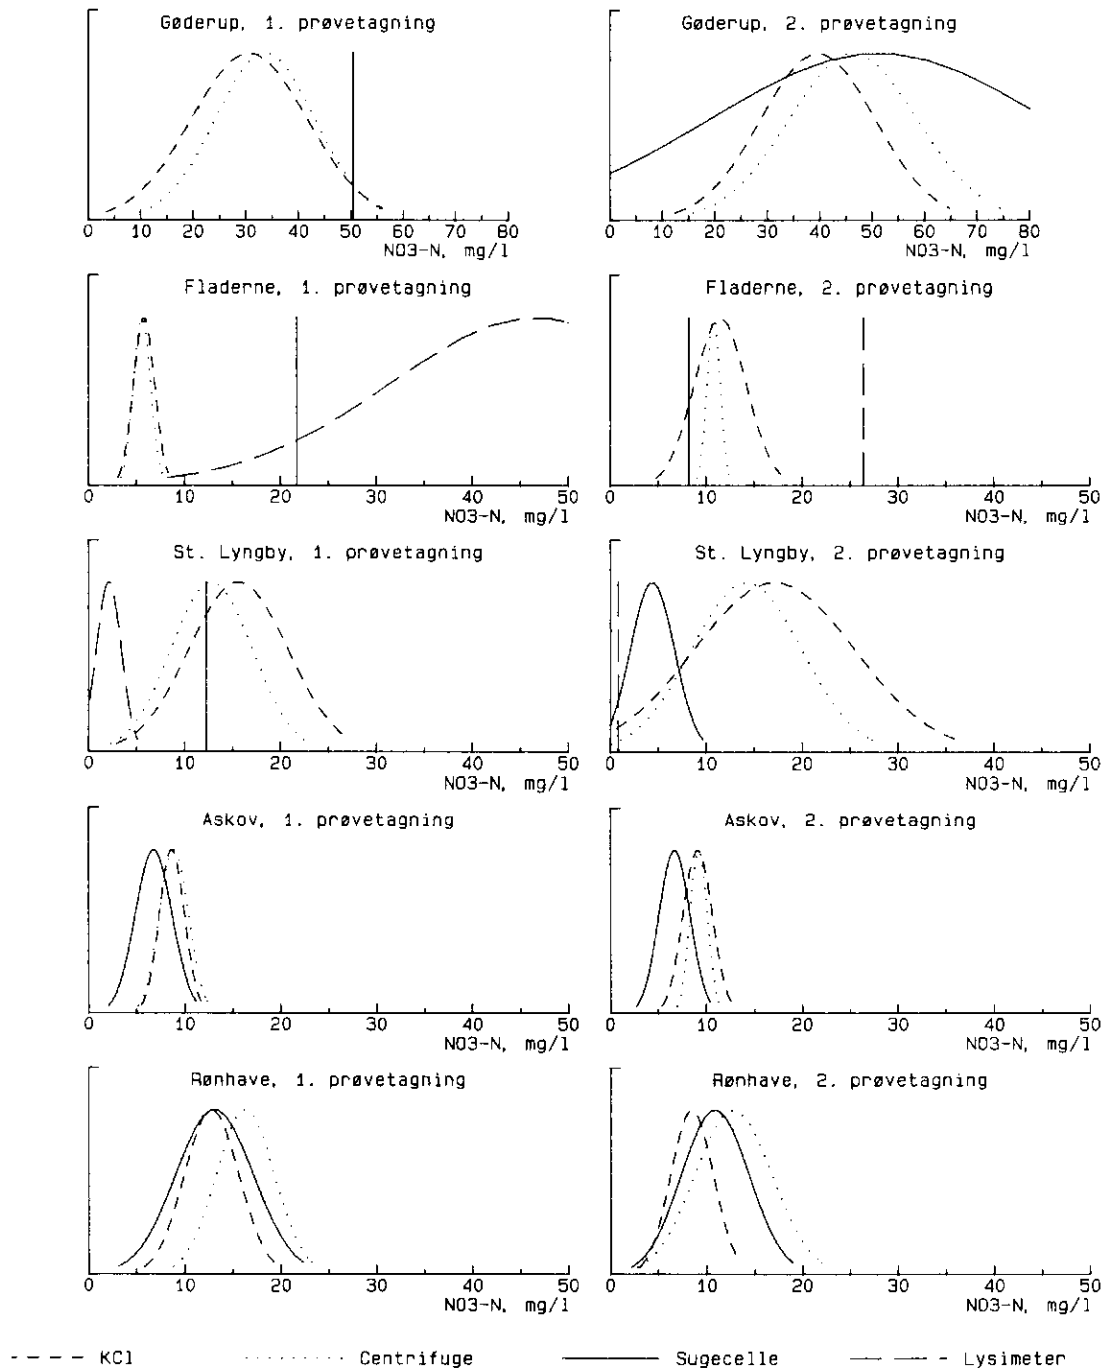 Gøderup, 1. prøvetagning
0 10 20 30 40 50 60 70 80
NO3-N, mg/l
Gøderup, 2. prøvetagning
0 10 20 30 40 50 60 70 80
NO3-N, mg/l
Fladerne, 1. prøvetagning
0 10 20 30 40 50
NO3-N, mg/l
Fladerne, 2. prøvetagning
0 10 20 30 40 50
NO3-N, mg/l
St. Lyngby, 1. prøvetagning
0 10 20 30 40 50
NO3-N, mg/l
St. Lyngby, 2. prøvetagning
0 10 20 30 40 50
NO3-N, mg/l
Askov, 1. prøvetagning
0 10 20 30 40 50
NO3-N, mg/l
Askov, 2. prøvetagning
0 10 20 30 40 50
NO3-N, mg/l
Rønhave, 1. prøvetagning
0 10 20 30 40 50
NO3-N, mg/l
Rønhave, 2. prøvetagning
0 10 20 30 40 50
NO3-N, mg/l
KCl Centrifuge Sugecelle Lysimeter